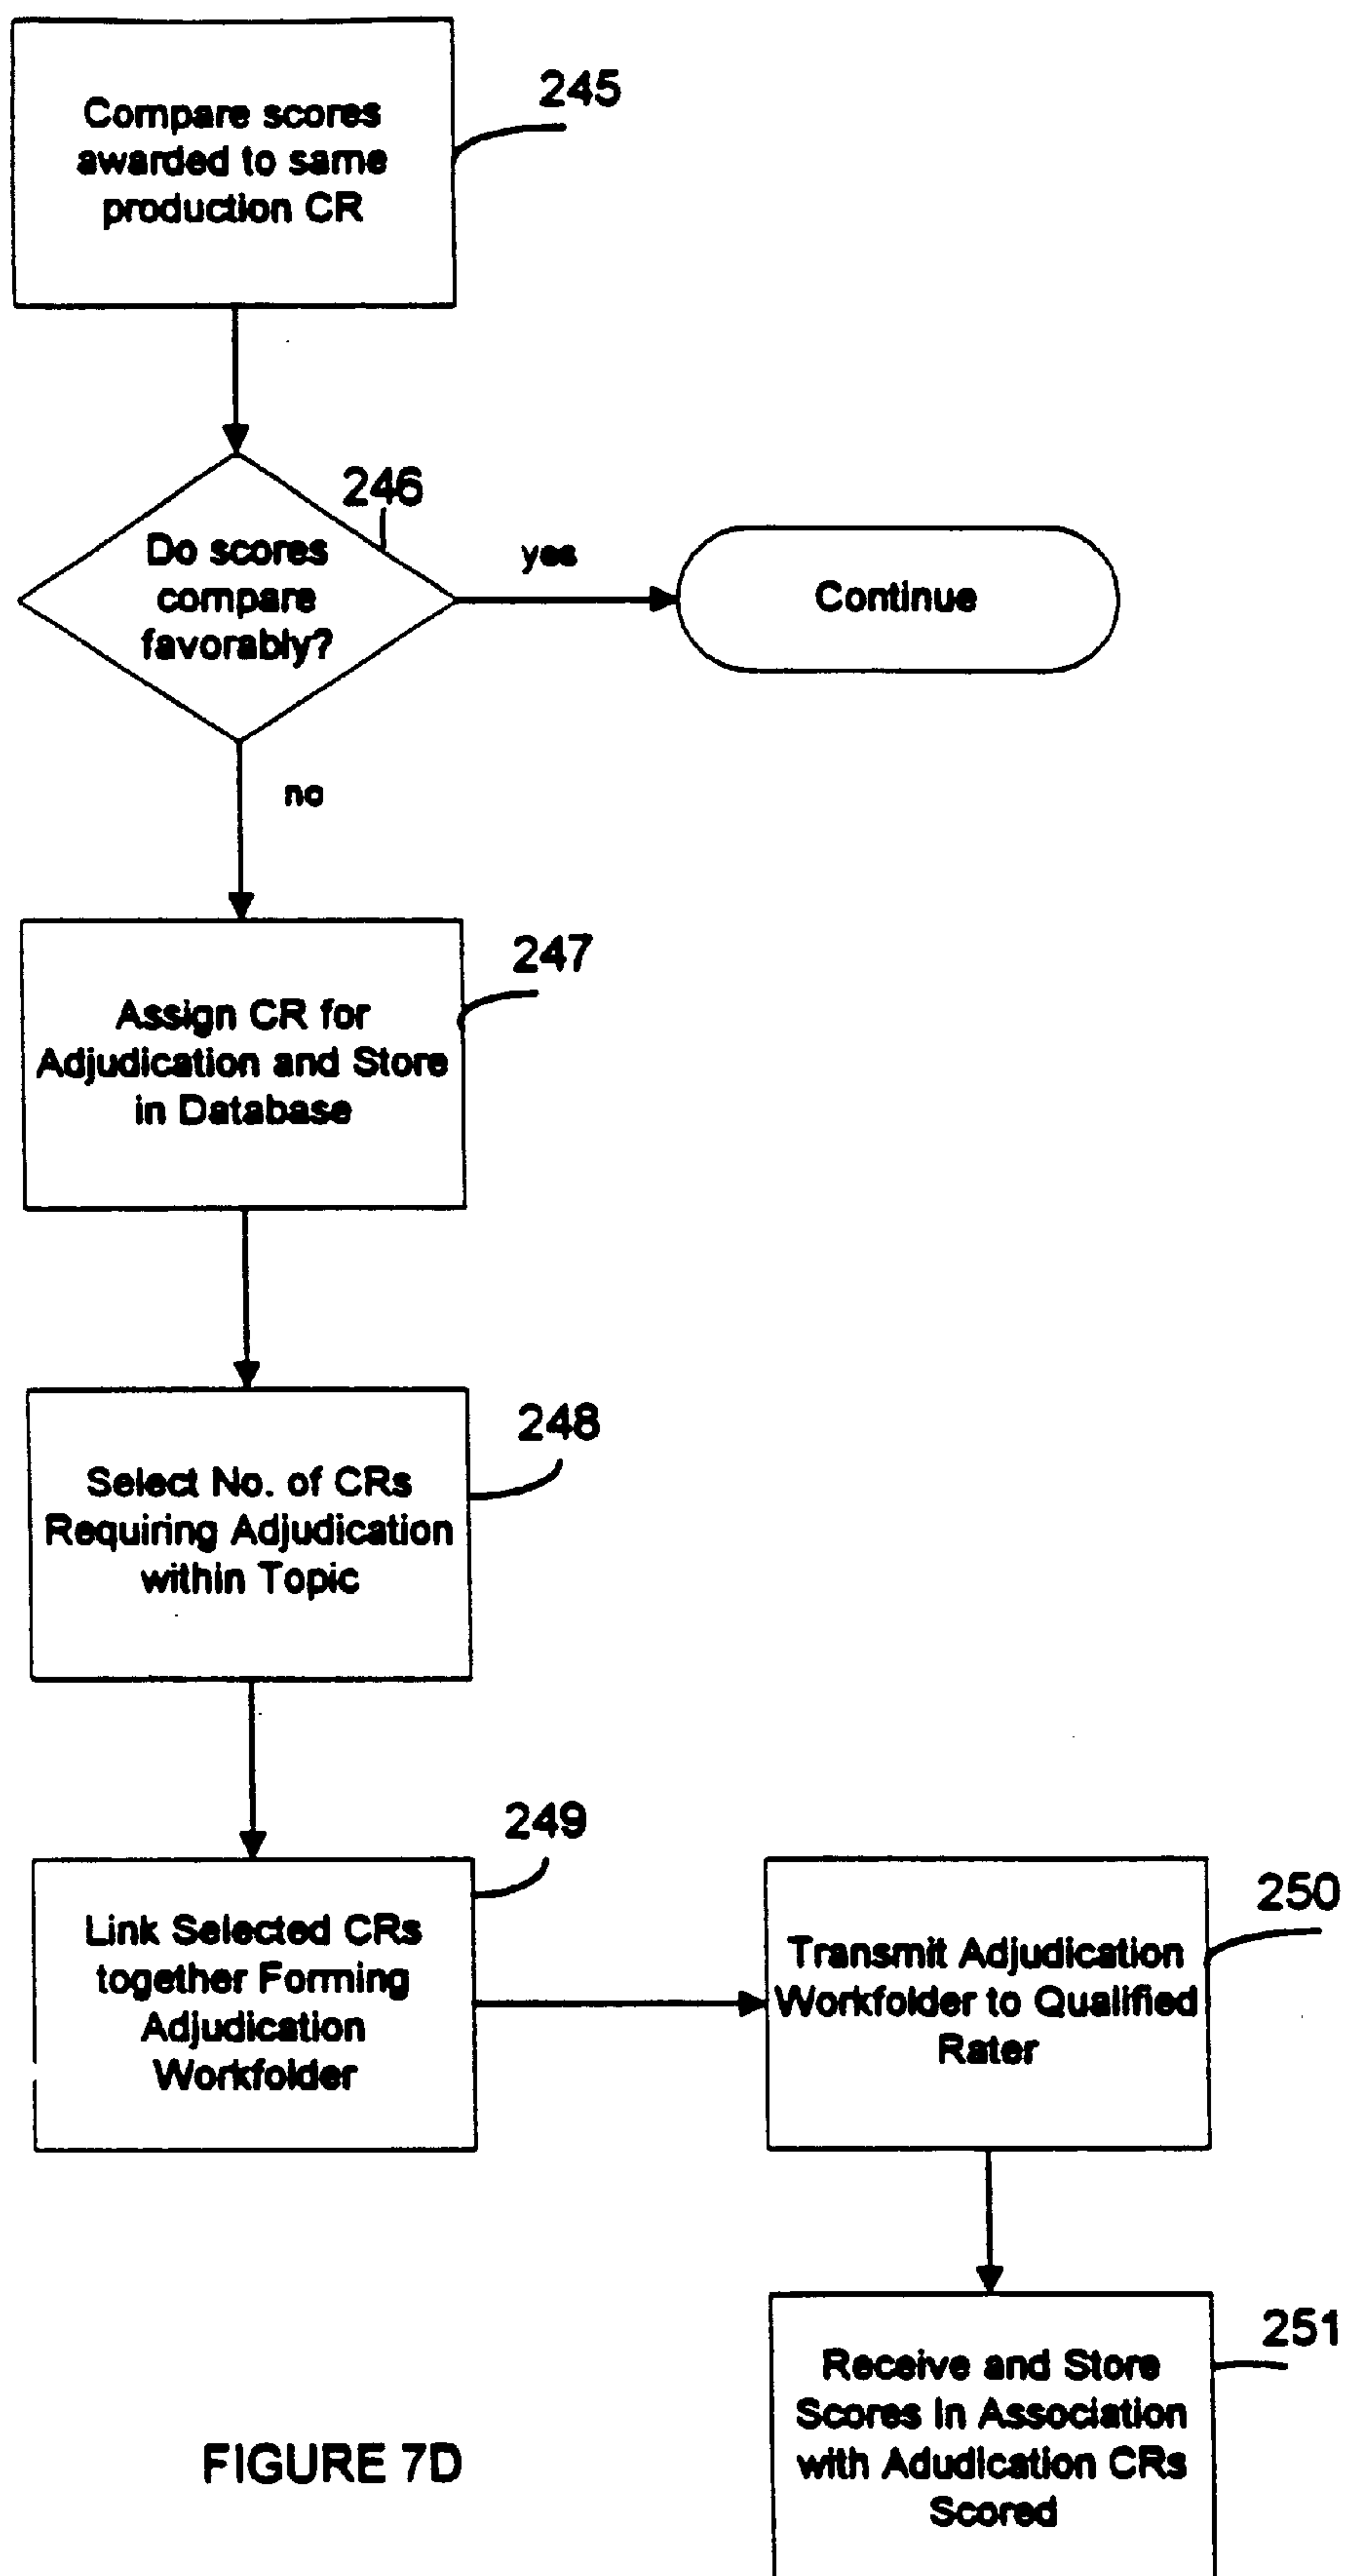 Compare scores
awarded to same
production CR
245
Do scores
compare
favorably?
246
yes
Continue
no
Assign CR for
Adjudication and Store
in Database
247
Select No. of CRs
Requiring Adjudication
within Topic
248
Link Selected CRs
together Forming
Adjudication
Workfolder
249
Transmit Adjudication
Workfolder to Qualified
Rater
250
Receive and Store
Scores in Association
with Adudication CRs
Scored
251
FIGURE 7D